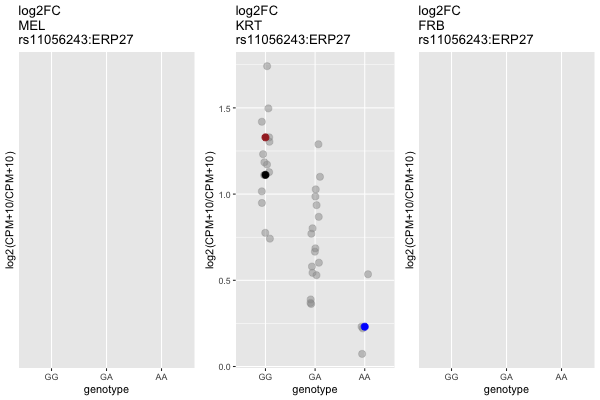 log2FC
MEL
rs11056243:ERP27
log2(CPM+10/CPM+10)
GG GA AA
genotype
log2FC
KRT
rs11056243:ERP27
log2(CPM+10/CPM+10)
1.5
1.0
0.5
0.0
GG GA AA
genotype
log2FC
FRB
rs11056243:ERP27
log2(CPM+10/CPM+10)
GG GA AA
genotype